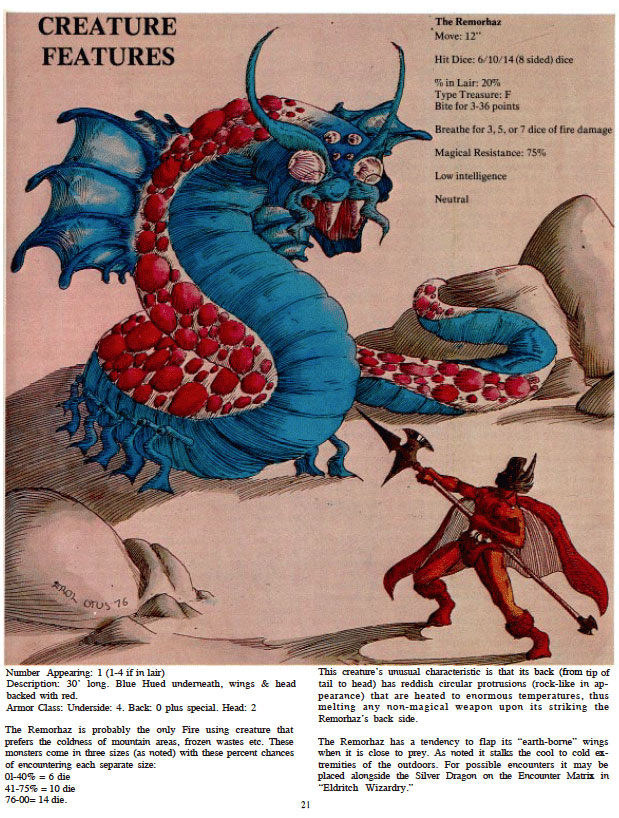 CREATURE
FEATURES
The Remorhaz
Move: 12"
Hit Dice: 6/10/14 (8 sided) dice
% in Lair: 20%
Type Treasure: F
Bite for 3-36 points
Breathe for 3, 5, or 7 dice of fire damage
Magical Resistance: 75%
Low intelligence
Neutral
EROL OTUS 76
Number Appearing: 1 (1-4 if in lair)
Description: 30' long. Blue Hued underneath, wings & head
backed with red.
Armor Class: Underside: 4. Back: 0 plus special. Head: 2
The Remorhaz is probably the only Fire using creature that
prefers the coldness of mountain areas, frozen wastes etc. These
monsters come in three sizes (as noted) with these percent chances
of encountering each separate size:
0l-40% = 6 die
41-75% = 10 die
76-00= 14 die.
This creature's unusual characteristic is that its back (from tip of
tail to head) has reddish circular protrusions (rock-like in ap-
pearance) that are heated to enormous temperatures, thus
melting any non-magical weapon upon its striking the
Remorhaz's back side.
The Remorhaz has a tendency to flap its "earth-borne" wings
when it is close to prey. As noted it stalks the cool to cold ex-
tremities of the outdoors. For possible encounters it may be
placed alongside the Silver Dragon on the Encounter Matrix in
"Eldritch Wizardry."
21